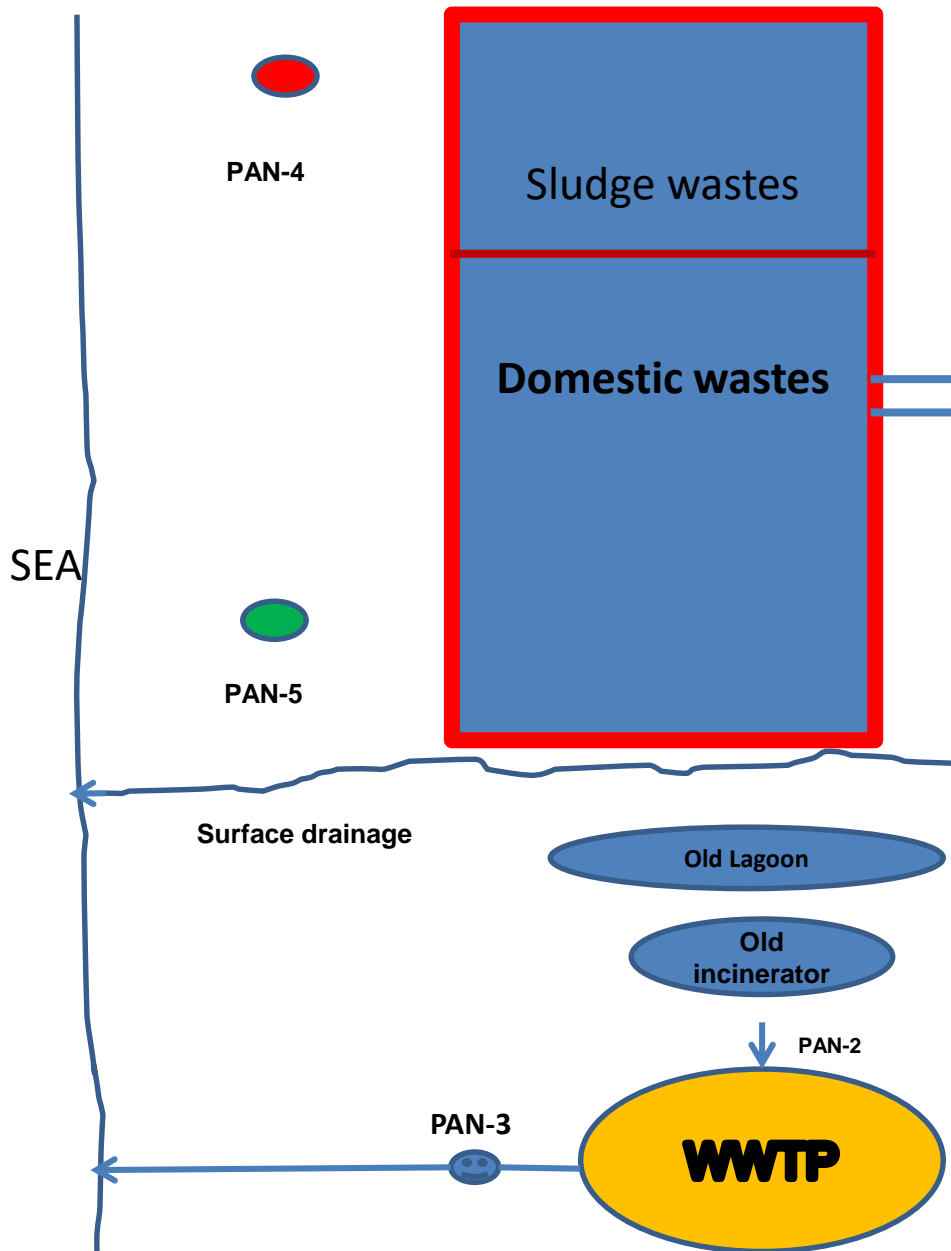 PAN-4
Sludge wastes
Domestic wastes
SEA
PAN-5
Surface drainage
Old Lagoon
Old
incinerator
PAN-2
PAN-3
WWTP